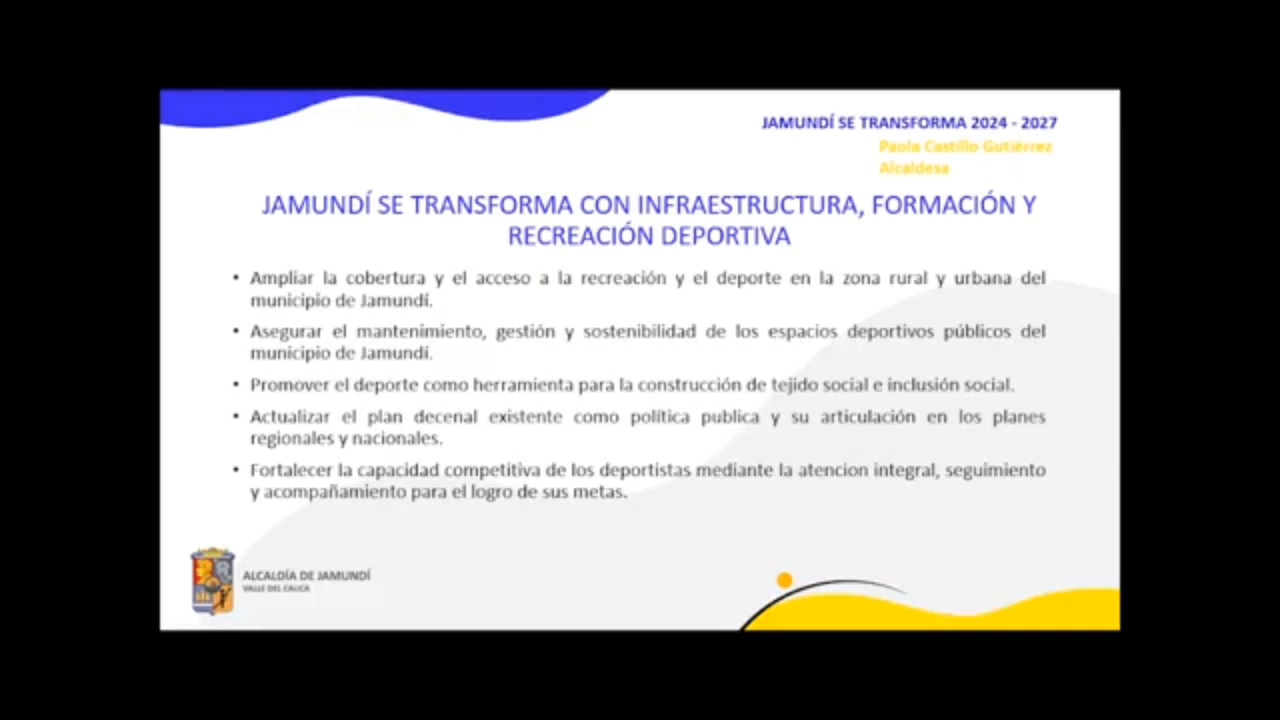 JAMUNDÍ SE TRANSFORMA 2024 - 2027
Paola Castillo Gutiérrez
Alcaldesa
JAMUNDÍ SE TRANSFORMA CON INFRAESTRUCTURA, FORMACIÓN Y
RECREACIÓN DEPORTIVA
• Ampliar la cobertura y el acceso a la recreación y el deporte en la zona rural y urbana del
municipio de Jamundí.
• Asegurar el mantenimiento, gestión y sostenibilidad de los espacios deportivos públicos del
municipio de Jamundí.
• Promover el deporte como herramienta para la construcción de tejido social e inclusión social.
• Actualizar el plan decenal existente como política publica y su articulación en los planes
regionales y nacionales.
• Fortalecer la capacidad competitiva de los deportistas mediante la atencion integral, seguimiento
y acompañamiento para el logro de sus metas.
ALCALDÍA DE JAMUNDÍ
VALLE DEL CAUCA